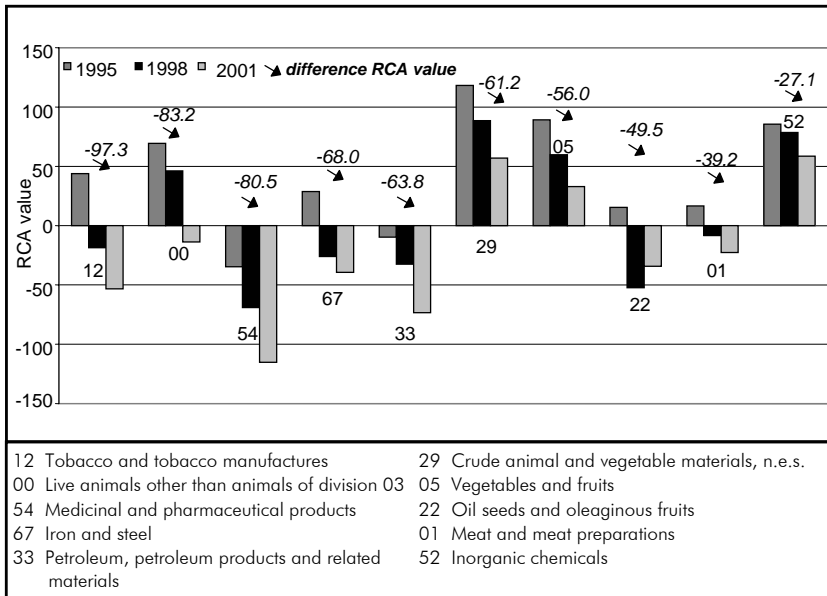 150
1995 1998 2001 difference RCA value
-61.2
-56.0
-27.1
100
-83.2
-49.5
52
-97.3
-68.0
-63.8
05
-39.2
50
-80.5
0
RCA value
12
00
29
01
-50
67
22
54
33
-100
-150
12 Tobacco and tobacco manufactures
00 Live animals other than animals of division 03
54 Medicinal and pharmaceutical products
67 Iron and steel
33 Petroleum, petroleum products and related
materials
29 Crude animal and vegetable materials, n.e.s.
05 Vegetables and fruits
22 Oil seeds and oleaginous fruits
01 Meat and meat preparations
52 Inorganic chemicals